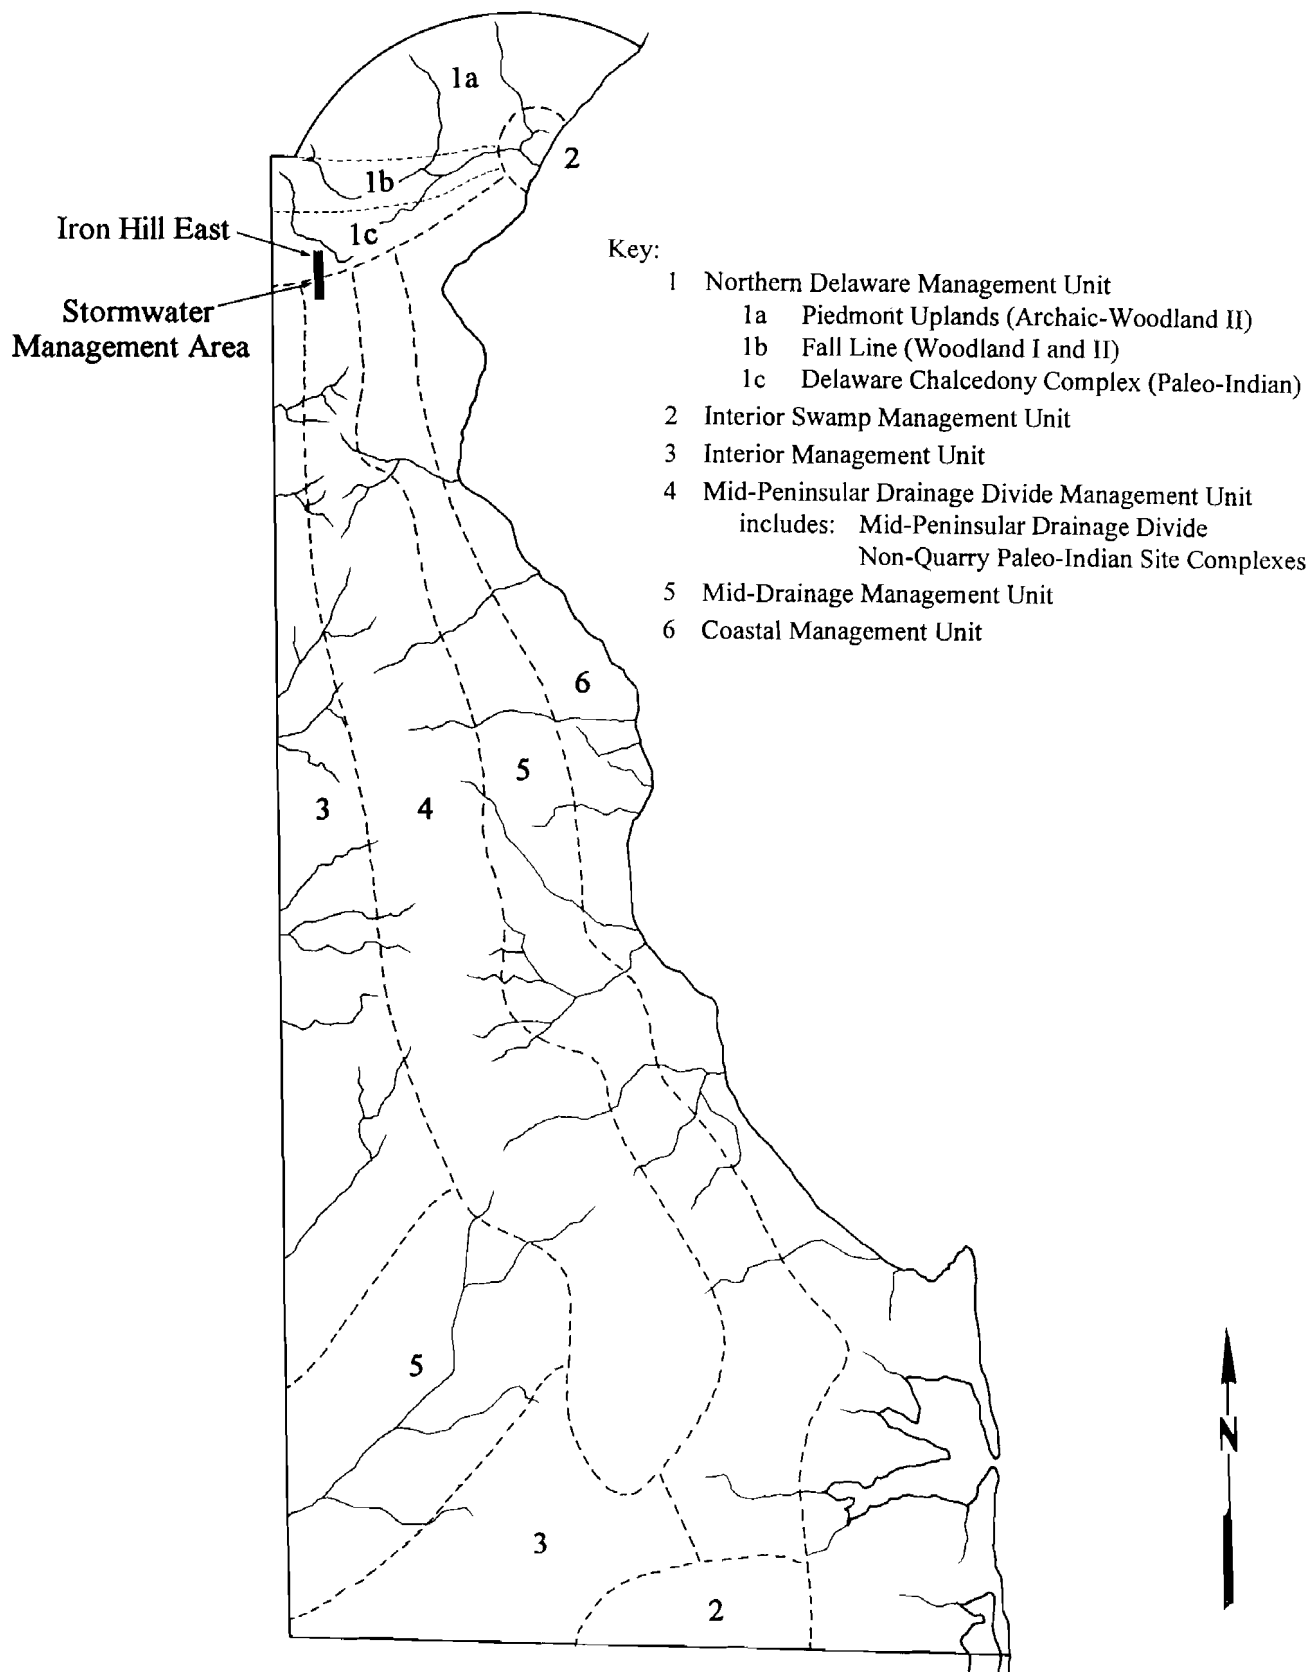 1a
2
1b
1c
Iron Hill East
Stormwater
Management Area
Key:
1 Northern Delaware Management Unit
1a Piedmont Uplands (Archaic-Woodland II)
1b Fall Line (Woodland I and II)
1c Delaware Chalcedony Complex (Paleo-Indian)
2 Interior Swamp Management Unit
3 Interior Management Unit
4 Mid-Peninsular Drainage Divide Management Unit
includes: Mid-Peninsular Drainage Divide
Non-Quarry Paleo-Indian Site Complexes
5 Mid-Drainage Management Unit
6 Coastal Management Unit
6
5
3
4
5
N
3
2